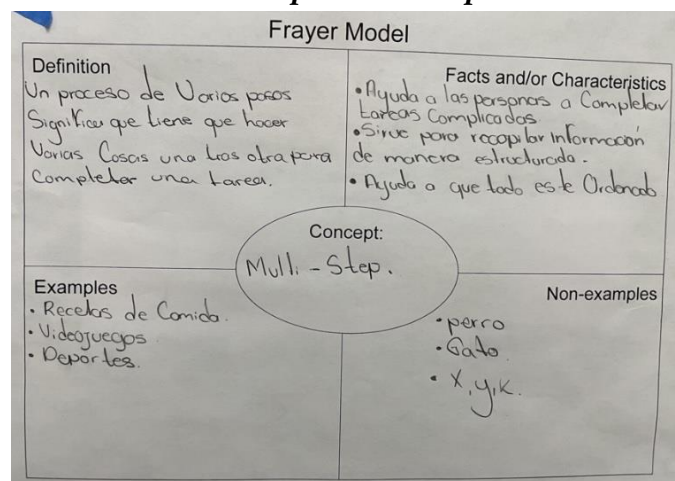 Frayer Model
Definition
Un proceso de Varios pasos
Significa que tiene que hacer
Varias Cosas una tras otra para
Completar una tarea.
Facts and/or Characteristics
• Ayuda a las personas a Completar
tareas Complicadas.
• Sirve para recopilar Información
de manera estructurada.
• Ayuda a que todo este Ordenado
Concept:
Multi-Step.
Examples
• Recetas de Comida.
• Videojuegos.
• Deportes.
Non-examples
• perro
• Gato.
• X, y, k.